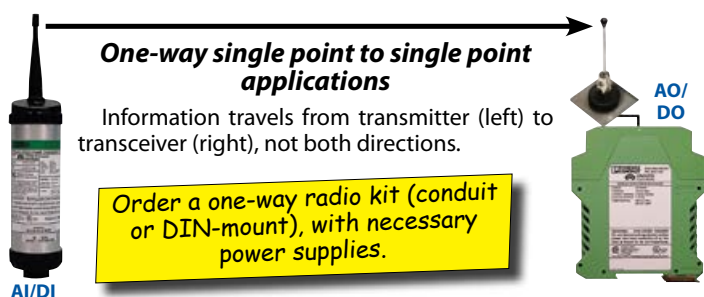 One-way single point to single point
applications
AO/
DO
Information travels from transmitter (left) to
transceiver (right), not both directions.
Order a one-way radio kit (conduit
or DIN-mount), with necessary
power supplies.
AI/DI